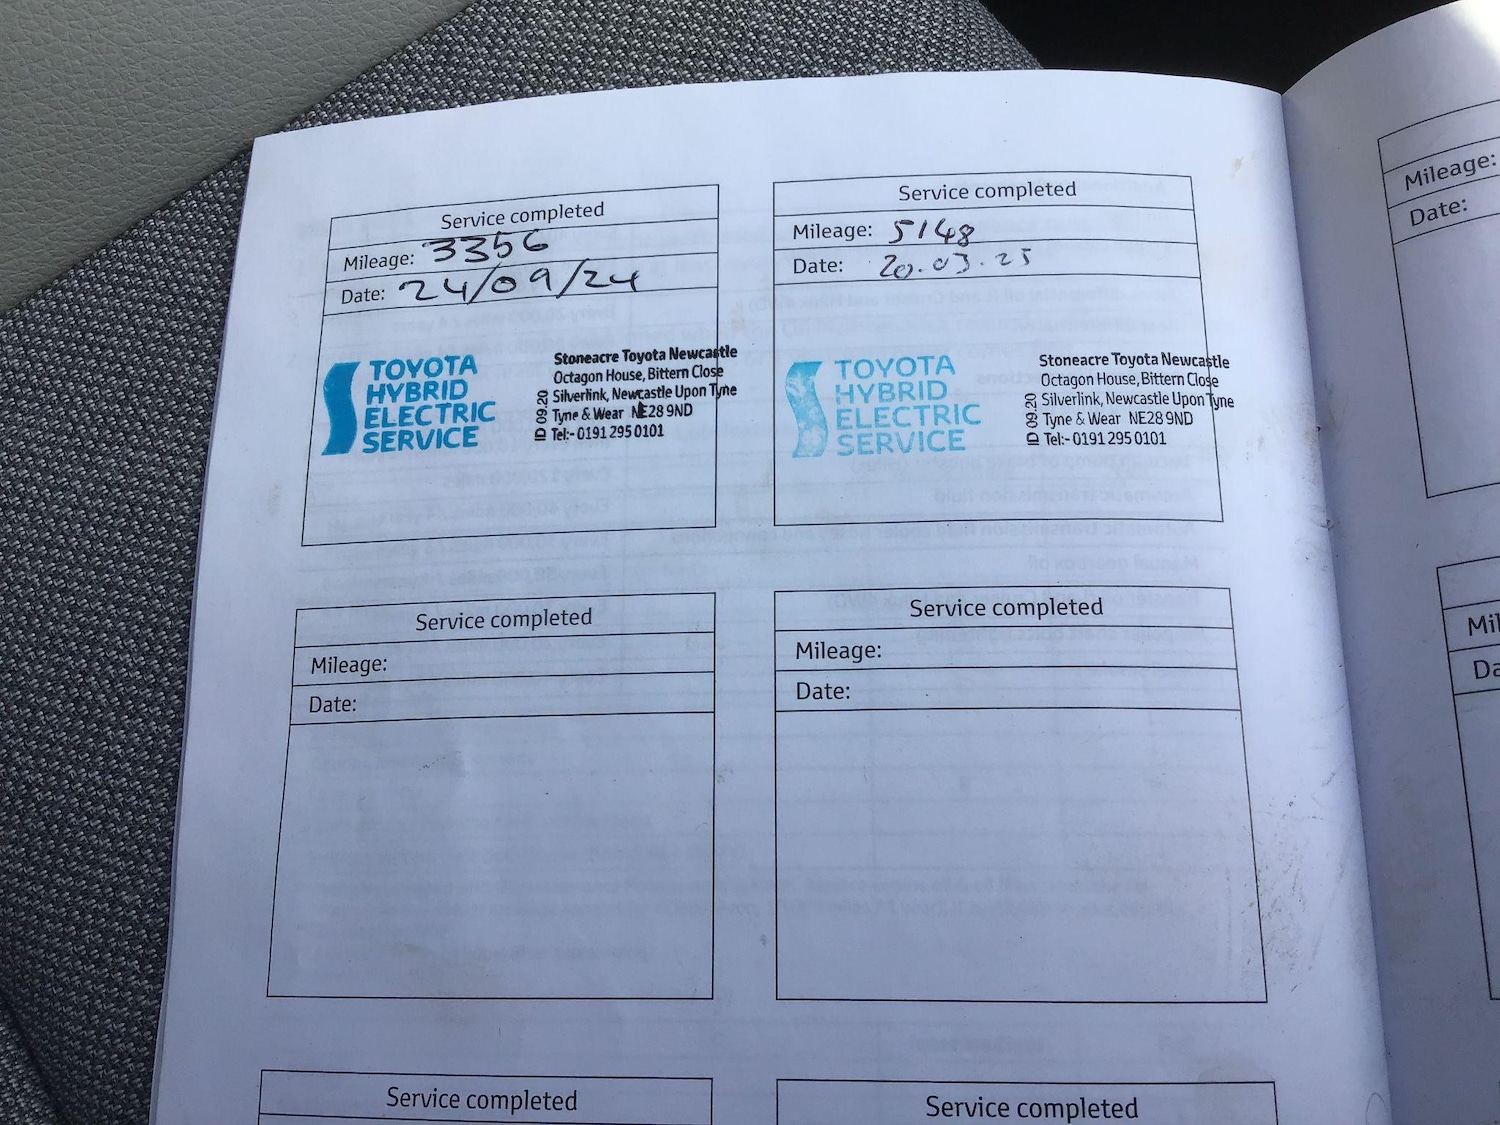 Service completed
Mileage: 3356
Date: 24/09/24
TOYOTA
HYBRID
ELECTRIC
SERVICE
ID 09.20
Stoneacre Toyota Newcastle
Octagon House, Bittern Close
Silverlink, Newcastle Upon Tyne
Tyne & Wear NE28 9ND
Tel:- 0191 295 0101
Service completed
Mileage: 5148
Date: 20.03.25
TOYOTA
HYBRID
ELECTRIC
SERVICE
ID 09.20
Stoneacre Toyota Newcastle
Octagon House, Bittern Close
Silverlink, Newcastle Upon Tyne
Tyne & Wear NE28 9ND
Tel:- 0191 295 0101
Service completed
Mileage:
Date:
Service completed
Mileage:
Date:
Service completed
Service completed
Mileage:
Date: